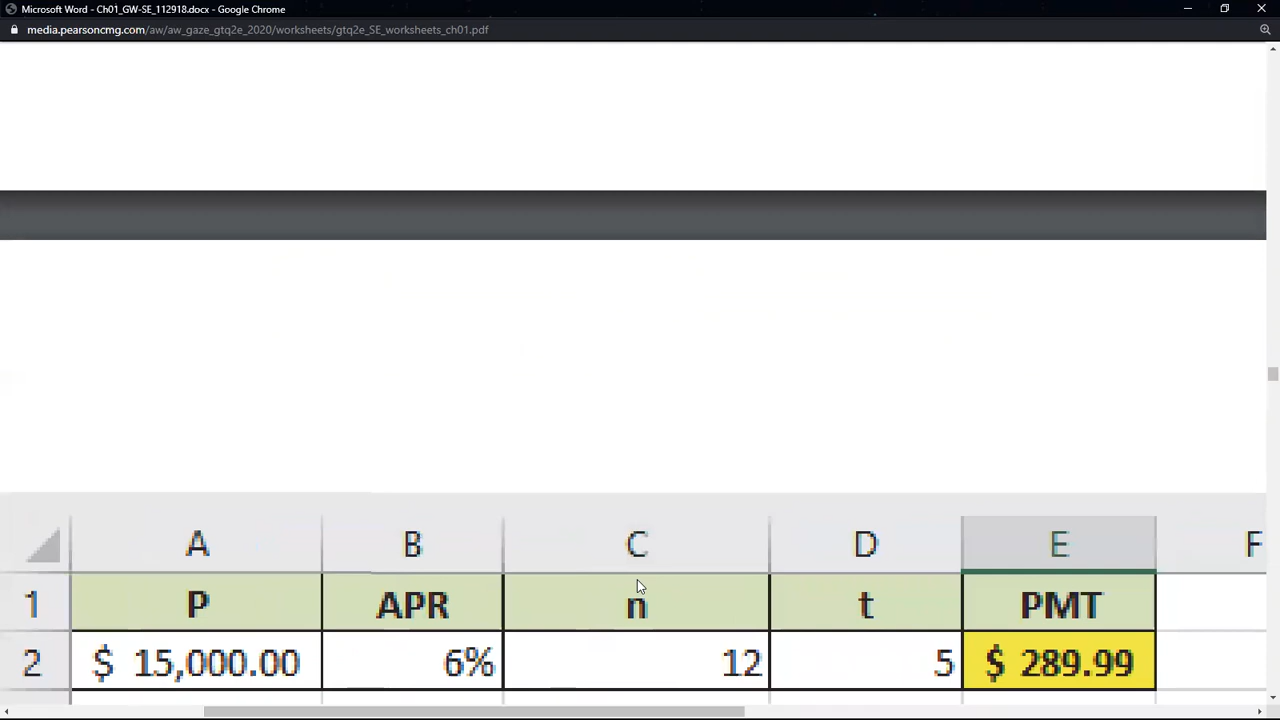 Microsoft Word - Ch01_GW-SE_112918.docx - Google Chrome
media.pearsoncmg.com/aw/aw_gaze_gtq2e_2020/worksheets/gtq2e_SE_worksheets_ch01.pdf
A B C D E F
1 P APR n t PMT
2 $ 15,000.00 6% 12 5 $ 289.99